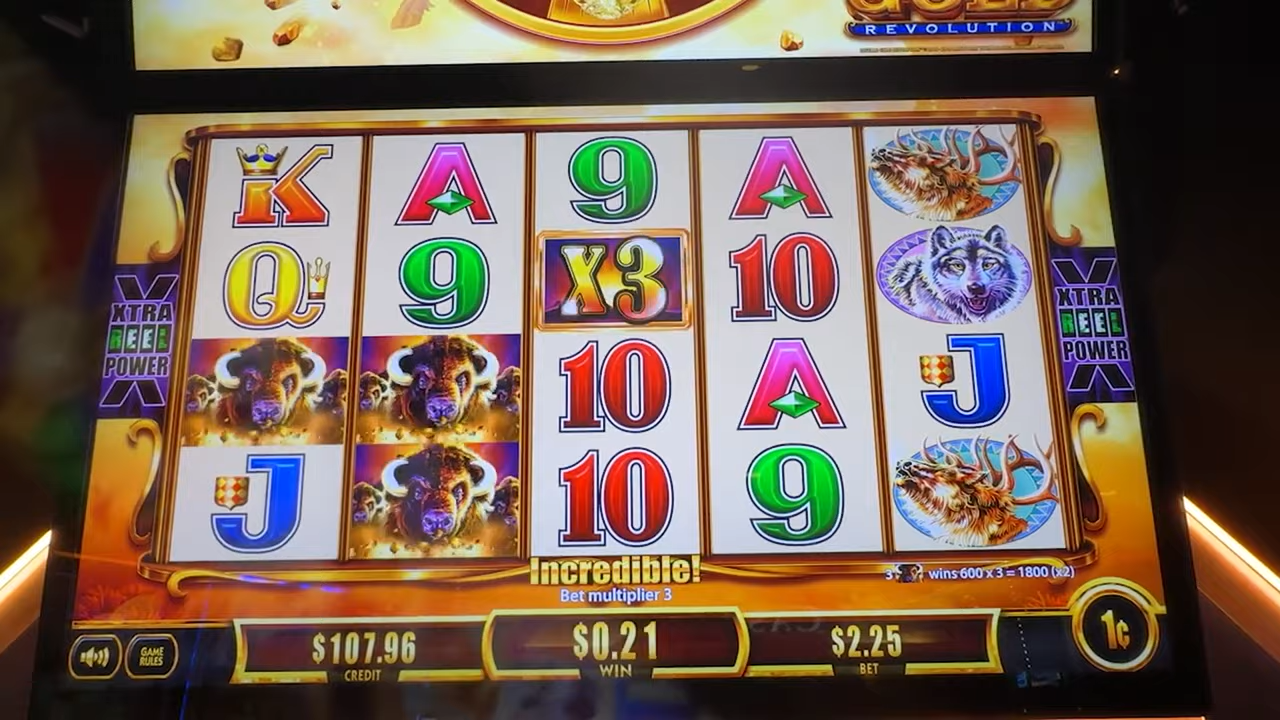 GOLD
REVOLUTION
K A 9 A
Q 9 X3 10
10 A J
J 10 9
XTRA
REEL
POWER
XTRA
REEL
POWER
Incredible!
3 wins 600 x 3 = 1800 (x2)
Bet multiplier 3
GAME
RULES
$107.96
CREDIT
$0.21
WIN
$2.25
BET
1¢